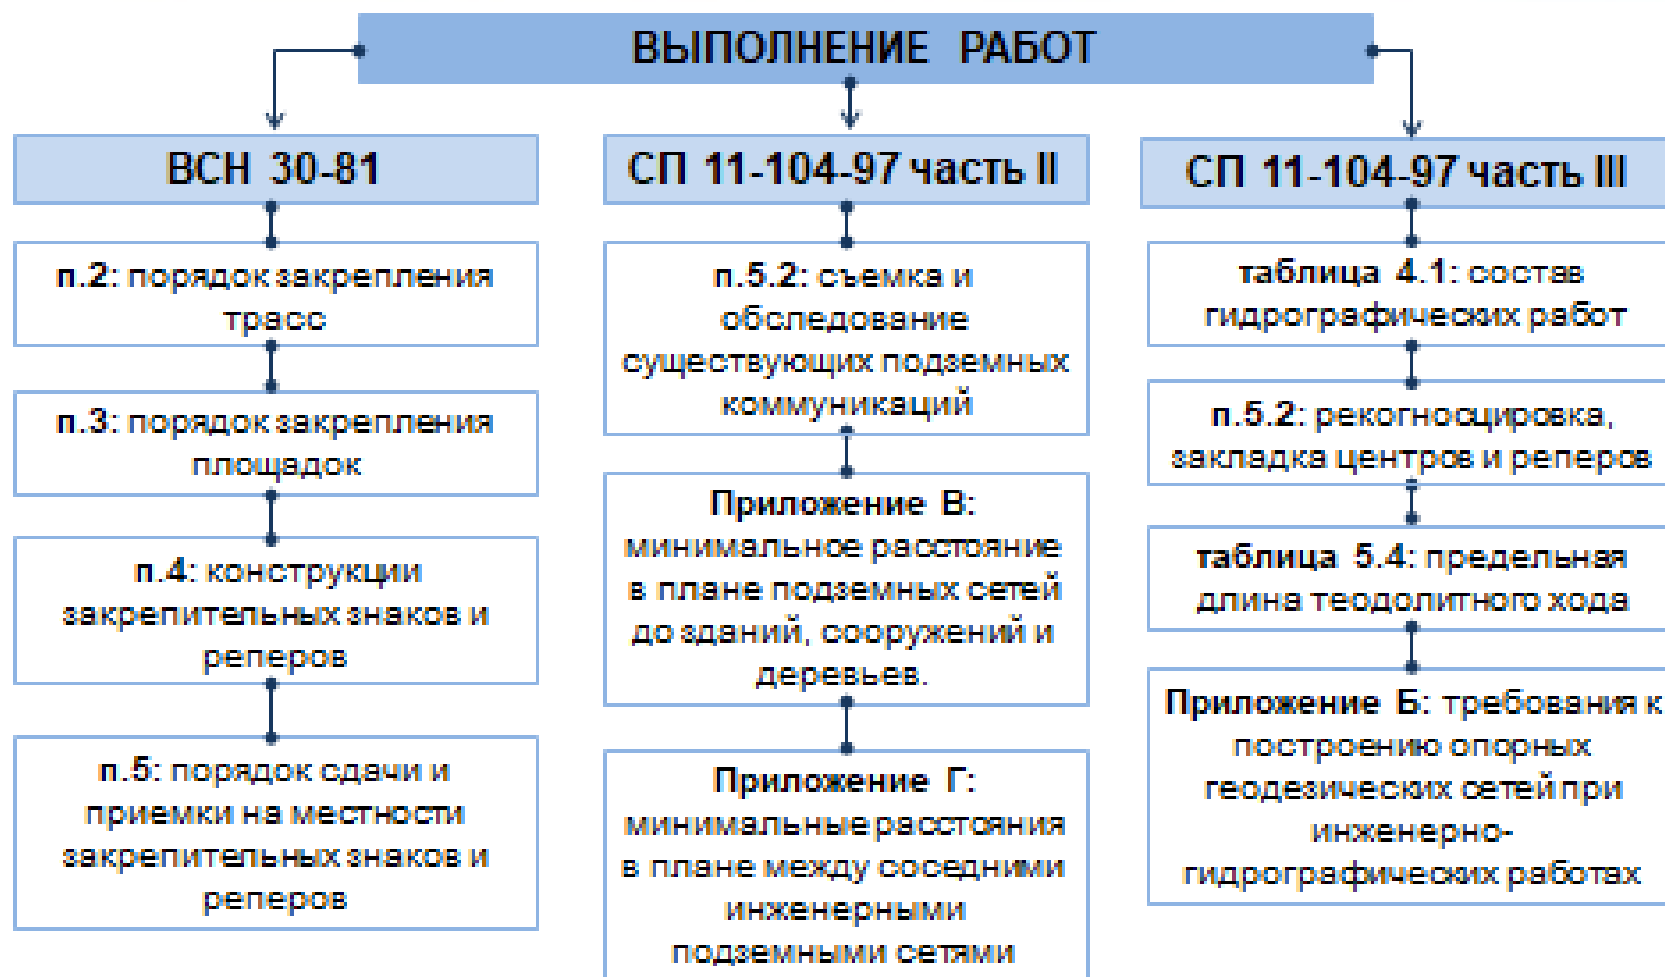 ВЫПОЛНЕНИЕ РАБОТ
ВСН 30-81
п.2: порядок закрепления
трасс
п.3: порядок закрепления
площадок
п.4: конструкции
закрепительных знаков и
реперов
п.5: порядок сдачи и
приемки на местности
закрепительных знаков и
реперов
СП 11-104-97 часть II
п.5.2: съемка и
обследование
существующих подземных
коммуникаций
Приложение В:
минимальное расстояние
в плане подземных сетей
до зданий, сооружений и
деревьев.
Приложение Г:
минимальные расстояния
в плане между соседними
инженерными
подземными сетями
СП 11-104-97 часть III
таблица 4.1: состав
гидрографических работ
п.5.2: рекогносцировка,
закладка центров и реперов
таблица 5.4: предельная
длина теодолитного хода
Приложение Б: требования к
построению опорных
геодезических сетей при
инженерно-
гидрографических работах